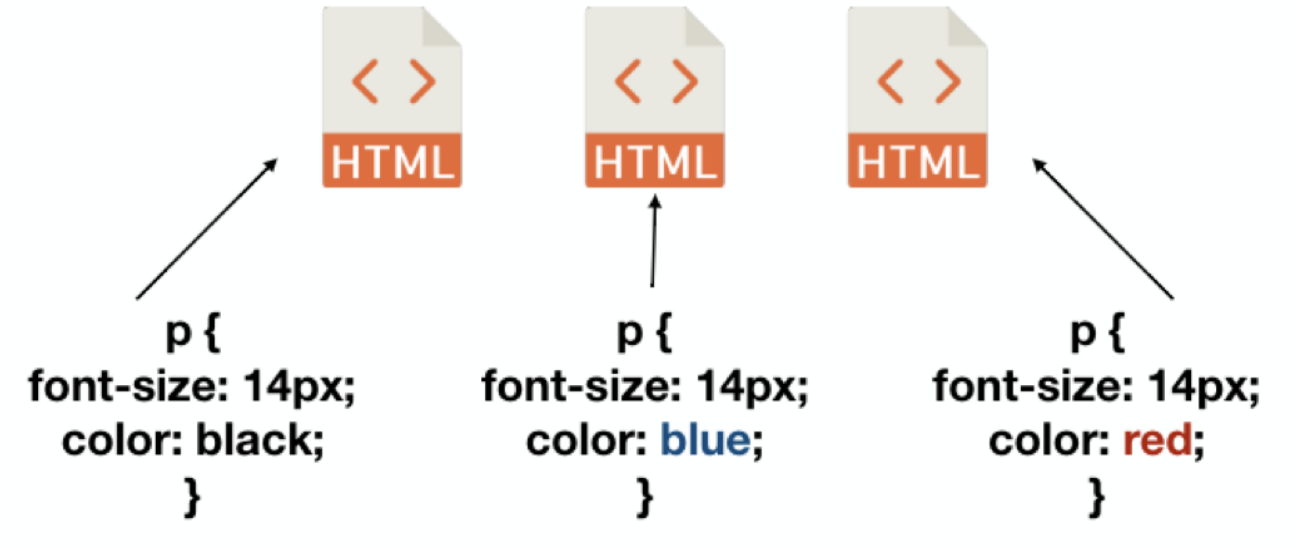 HTML
HTML
HTML
p {
font-size: 14px;
color: black;
}
p {
font-size: 14px;
color: blue;
}
p {
font-size: 14px;
color: red;
}